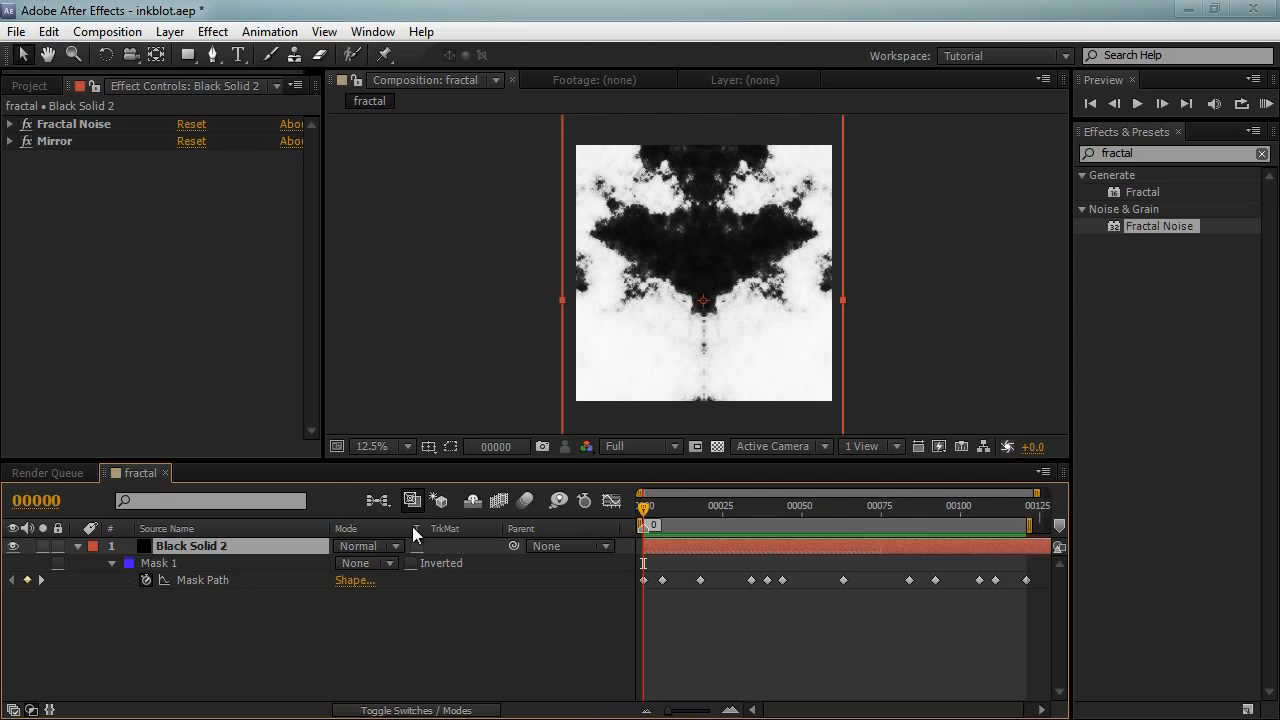 Adobe After Effects - inkblot.aep *
File Edit Composition Layer Effect Animation View Window Help
Workspace: Tutorial Search Help
Project Effect Controls: Black Solid 2 Composition: fractal Footage: (none) Layer: (none) Preview
fractal • Black Solid 2 fractal
fx Fractal Noise Reset
fx Mirror Reset
Effects & Presets
fractal
Generate
Fractal
Noise & Grain
Fractal Noise
12.5% 00000 Full Active Camera 1 View +0.0
Render Queue fractal
00000
00025 00050 00075 00100 00125
0
# Source Name Mode T TrkMat Parent
1 Black Solid 2 Normal None
Mask 1 None Inverted
Mask Path Shape...
Toggle Switches / Modes